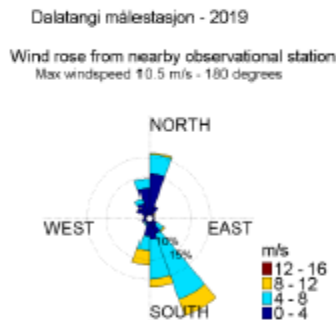 Dalatangi málestasjon - 2019
Wind rose from nearby observational station
Max windspeed 10.5 m/s - 180 degrees
NORTH
WEST
EAST
10%
15%
SOUTH
m/s
12 - 16
8 - 12
4 - 8
0 - 4